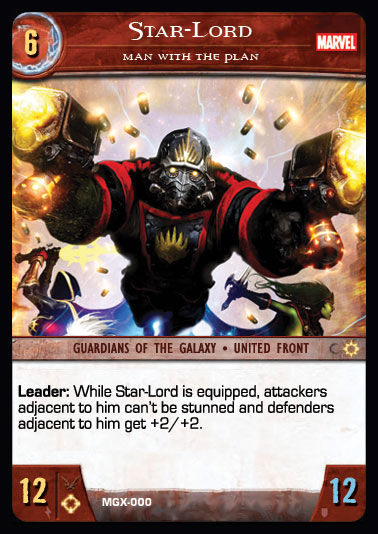 6
Star-Lord
MAN WITH THE PLAN
MARVEL
GUARDIANS OF THE GALAXY • UNITED FRONT
C
Leader: While Star-Lord is equipped, attackers
adjacent to him can't be stunned and defenders
adjacent to him get +2/+2.
12
MGX-000
12